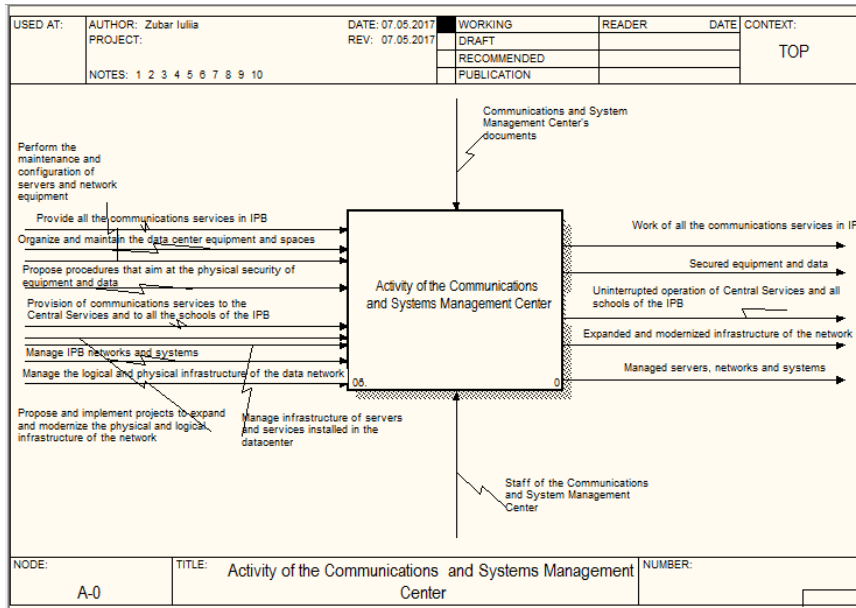 USED AT:
AUTHOR: Zubar Iuliia
DATE: 07.05.2017
WORKING
READER
DATE
CONTEXT:
PROJECT:
REV: 07.05.2017
DRAFT
TOP
RECOMMENDED
NOTES: 1 2 3 4 5 6 7 8 9 10
PUBLICATION
Communications and System
Management Center's
documents
Perform the
maintenance and
configuration of
servers and network
equipment
Provide all the communications services in IPB
Organize and maintain the data center equipment and spaces
Propose procedures that aim at the physical security of
equipment and data
Provision of communications services to the
Central Services and to all the schools of the IPB
Manage IPB networks and systems
Manage the logical and physical infrastructure of the data network
Propose and implement projects to expand
and modernize the physical and logical
infrastructure of the network
Manage infrastructure of servers
and services installed in the
datacenter
Activity of the Communications
and Systems Management Center
08.
0
Work of all the communications services in IP
Secured equipment and data
Uninterrupted operation of Central Services and all
schools of the IPB
Expanded and modernized infrastructure of the network
Managed servers, networks and systems
Staff of the Communications
and System Management
Center
NODE:
A-0
TITLE:
Activity of the Communications and Systems Management
Center
NUMBER: